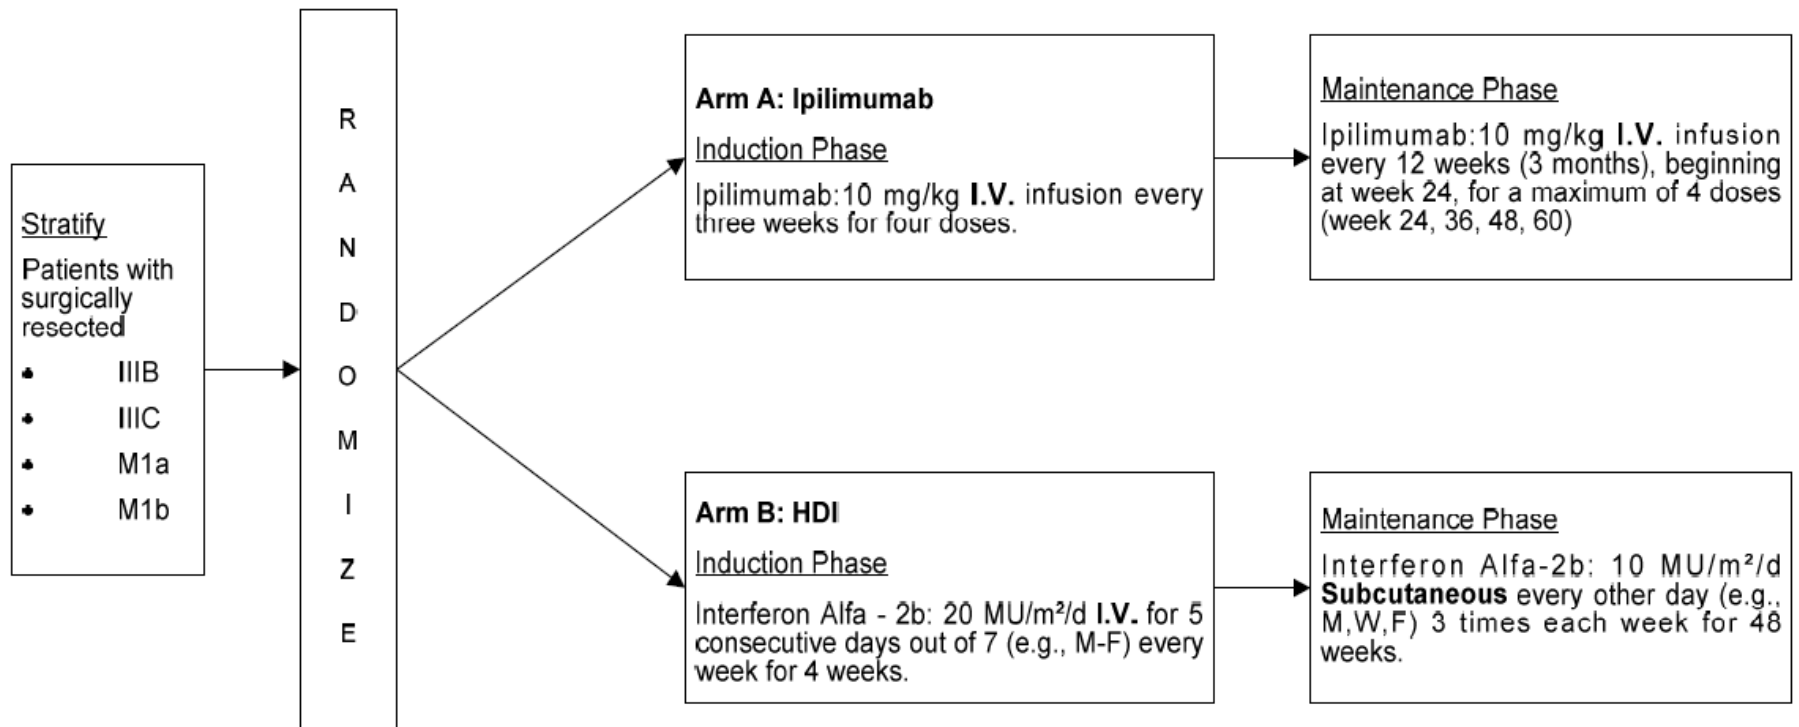 Stratify
Patients with
surgically
resected
• IIIB
• IIIC
• M1a
• M1b
R
A
N
D
O
M
I
Z
E
Arm A: Ipilimumab
Induction Phase
Ipilimumab:10 mg/kg I.V. infusion every
three weeks for four doses.
Maintenance Phase
Ipilimumab:10 mg/kg I.V. infusion
every 12 weeks (3 months), beginning
at week 24, for a maximum of 4 doses
(week 24, 36, 48, 60)
Arm B: HDI
Induction Phase
Interferon Alfa - 2b: 20 MU/m²/d I.V. for 5
consecutive days out of 7 (e.g., M-F) every
week for 4 weeks.
Maintenance Phase
Interferon Alfa-2b: 10 MU/m²/d
Subcutaneous every other day (e.g.,
M,W,F) 3 times each week for 48
weeks.